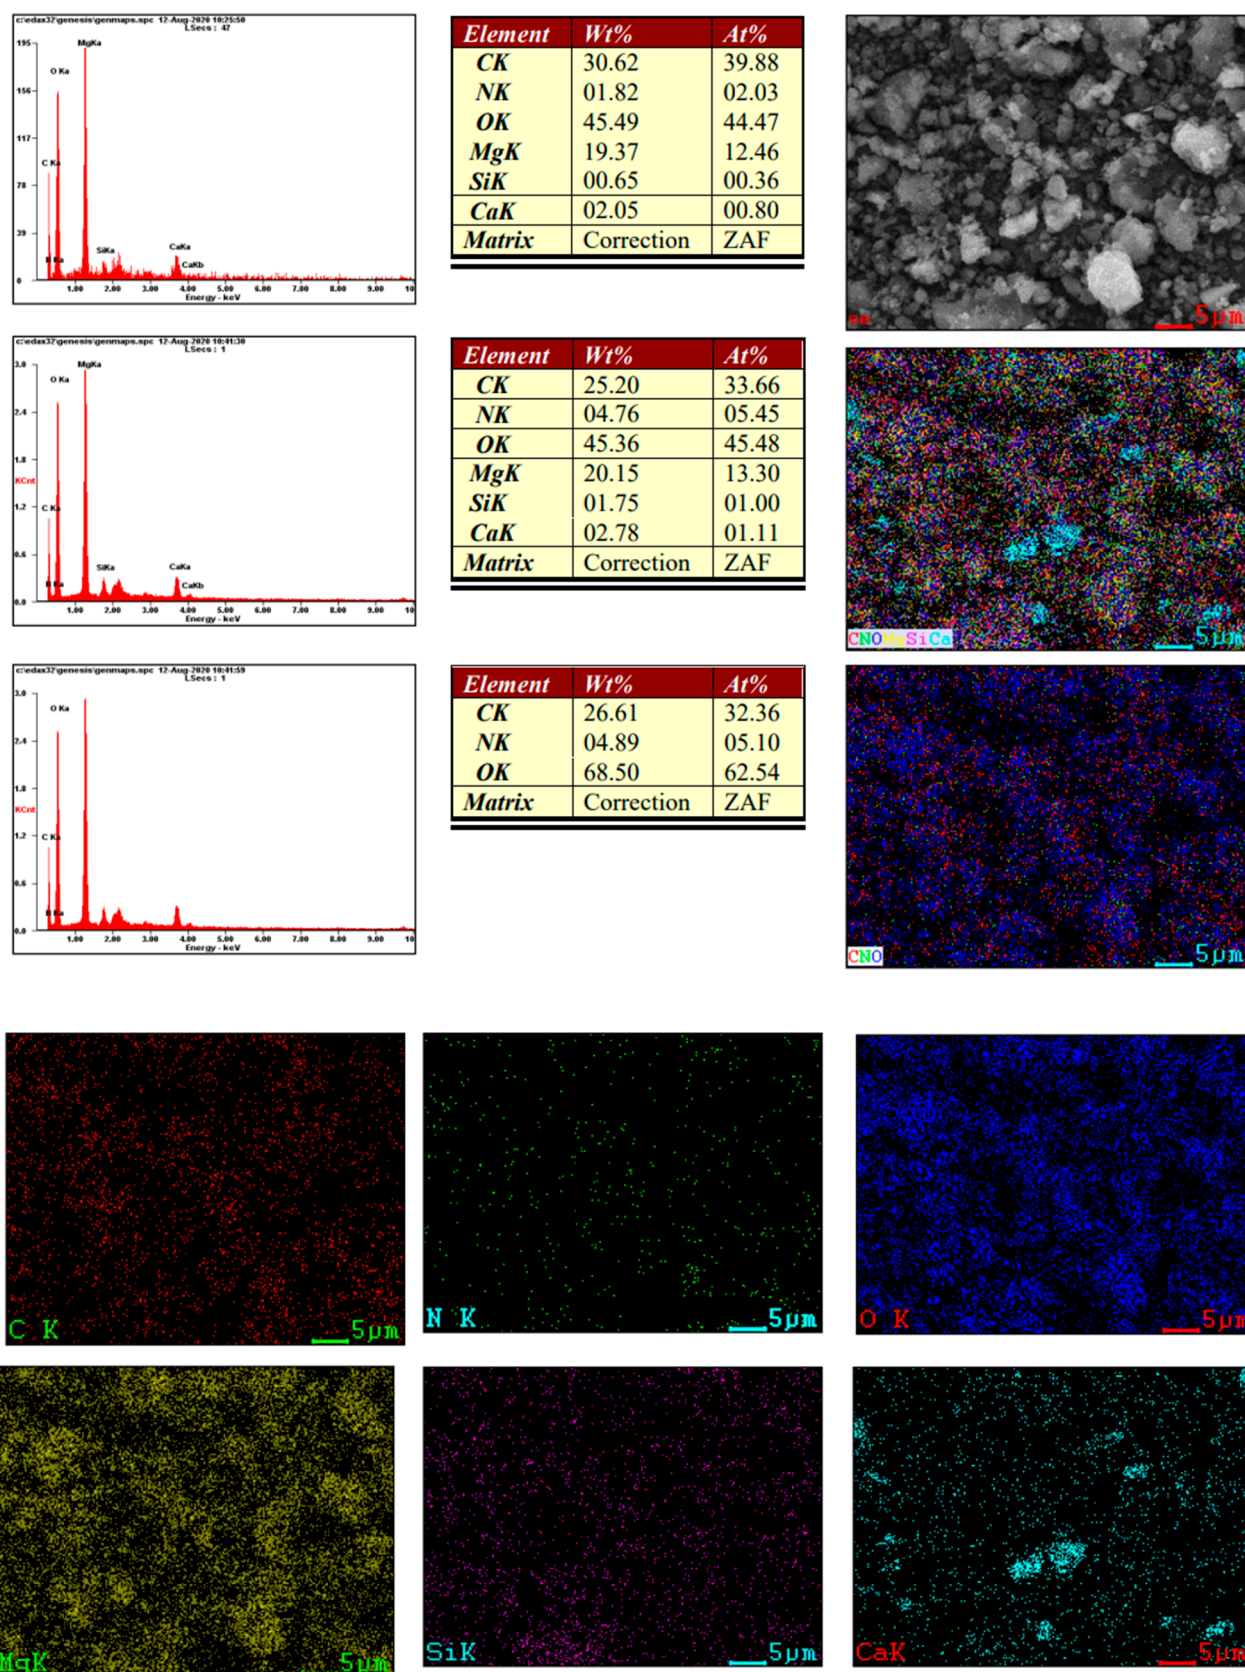 c:\edax32\genesis\genmaps.spc 12-Aug-2020 10:25:50
LSecs : 47
195
156
117
78
39
0
C Ka
N Ka
O Ka
MgKa
SiKa
CaKa
CaKb
1.00 2.00 3.00 4.00 5.00 6.00 7.00 8.00 9.00 10
Energy - keV
Element Wt% At%
CK 30.62 39.88
NK 01.82 02.03
OK 45.49 44.47
MgK 19.37 12.46
SiK 00.65 00.36
CaK 02.05 00.80
Matrix Correction ZAF
5µm
c:\edax32\genesis\genmaps.spc 12-Aug-2020 10:41:30
LSecs : 1
3.0
2.4
1.8
KCnt
1.2
0.6
0.0
C Ka
N Ka
O Ka
MgKa
SiKa
CaKa
CaKb
1.00 2.00 3.00 4.00 5.00 6.00 7.00 8.00 9.00 10
Energy - keV
Element Wt% At%
CK 25.20 33.66
NK 04.76 05.45
OK 45.36 45.48
MgK 20.15 13.30
SiK 01.75 01.00
CaK 02.78 01.11
Matrix Correction ZAF
CNOMgSiCa 5µm
c:\edax32\genesis\genmaps.spc 12-Aug-2020 10:41:59
LSecs : 1
3.0
2.4
1.8
KCnt
1.2
0.6
0.0
C Ka
N Ka
O Ka
1.00 2.00 3.00 4.00 5.00 6.00 7.00 8.00 9.00 10
Energy - keV
Element Wt% At%
CK 26.61 32.36
NK 04.89 05.10
OK 68.50 62.54
Matrix Correction ZAF
CNO 5µm
C K 5µm
N K 5µm
O K 5µm
MgK 5µm
SiK 5µm
CaK 5µm